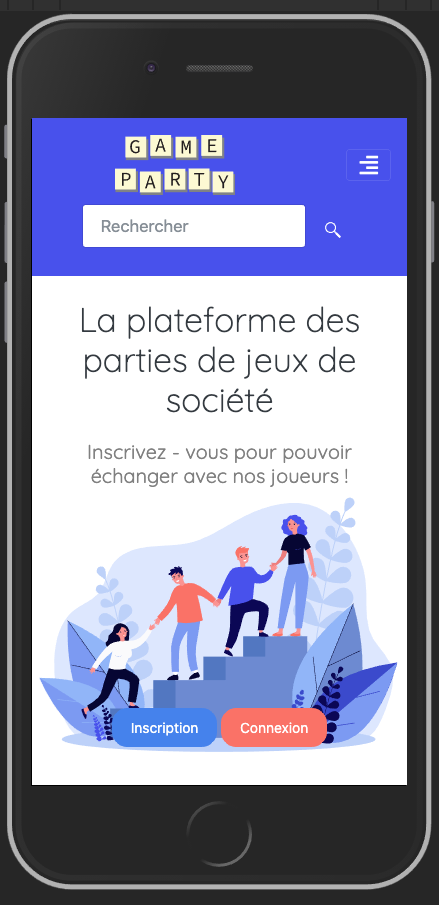 GAME
PARTY
Rechercher
La plateforme des
parties de jeux de
société
Inscrivez - vous pour pouvoir
échanger avec nos joueurs !
Inscription Connexion